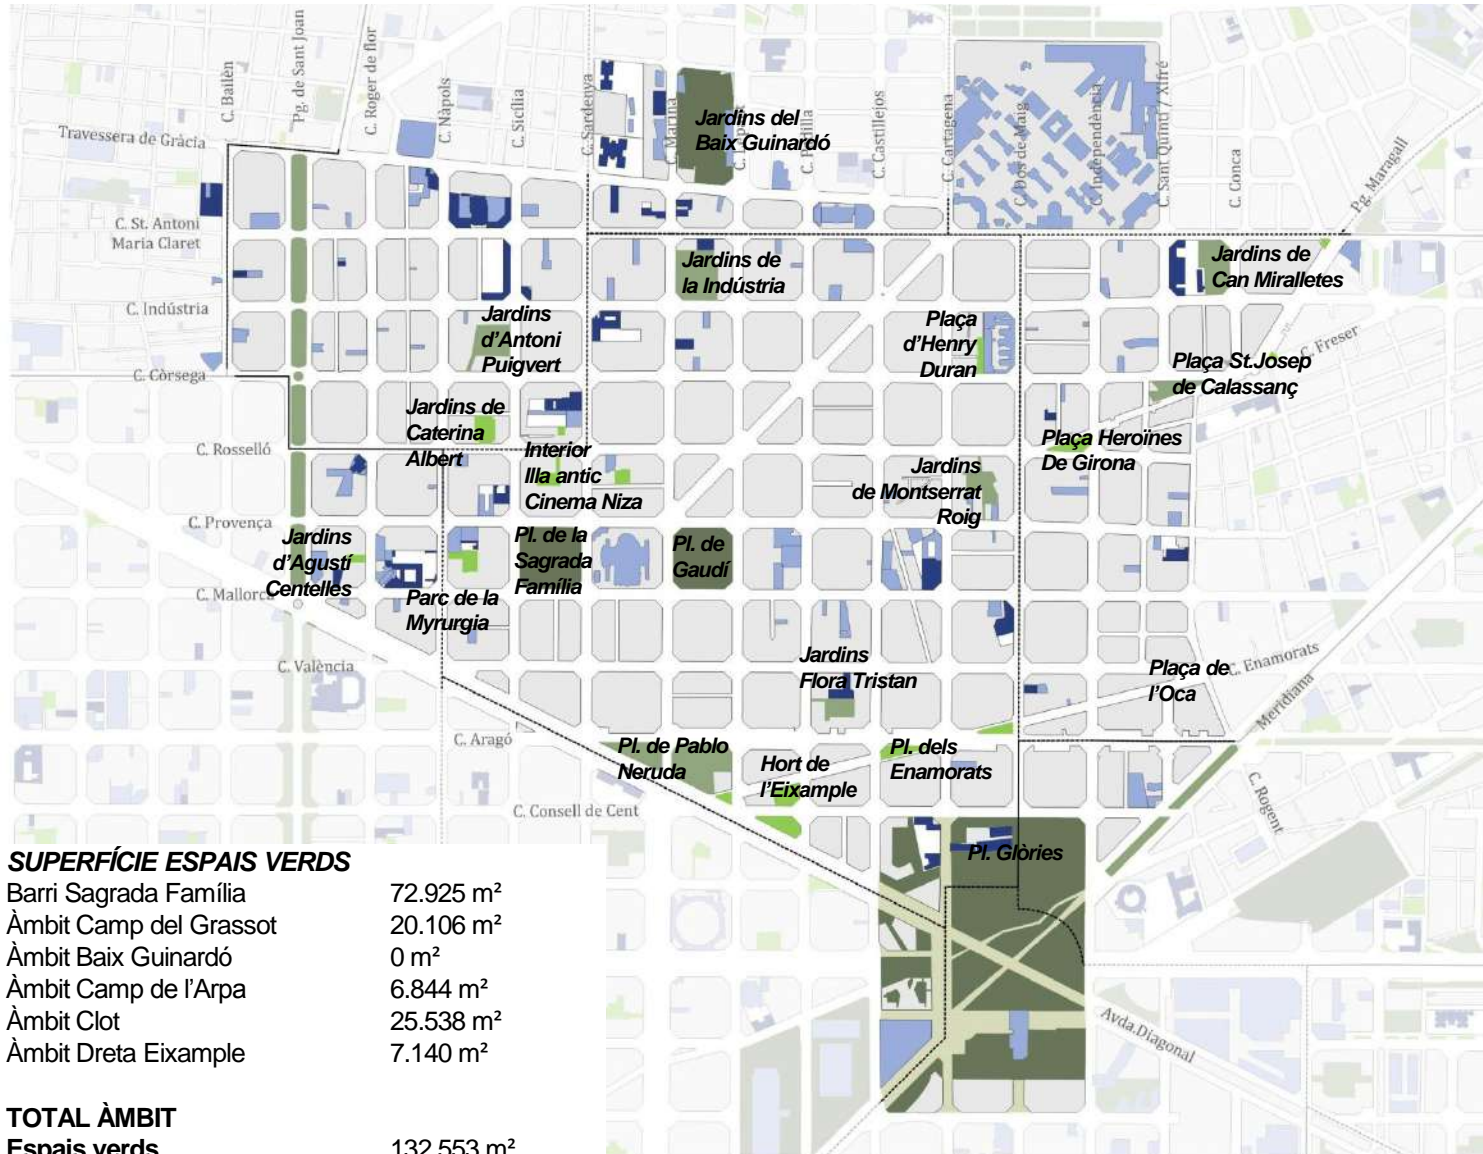 C. Bailèn
Pg. de Sant Joan
C. Roger de flor
C. Nàpols
C. Sicília
C. Sardenya
C. Marina
C. Castillejos
C. Cartagena
C. Dos de Maig
C. Independència
C. Sant Quintí / Xifré
C. Conca
Pg. Maragall
Travessera de Gràcia
Jardins del
Baix Guinardó
C. St. Antoni
Maria Claret
Jardins de
la Indústria
Jardins de
Can Miralletes
C. Indústria
Jardins
d'Antoni
Puigvert
Plaça
d'Henry
Duran
C. Freser
Plaça St.Josep
de Calassanç
C. Còrsega
Jardins de
Caterina
Albert
C. Rosselló
Interior
Illa antic
Cinema Niza
Plaça Heroïnes
De Girona
Jardins
de Montserrat
Roig
C. Provença
Jardins
d'Agustí
Centelles
Pl. de la
Sagrada
Família
Pl. de
Gaudí
C. Mallorca
Parc de la
Myrurgia
C. València
Jardins
Flora Tristan
Plaça de
l'Oca
C. Enamorats
Meridiana
C. Aragó
Pl. de Pablo
Neruda
Hort de
l'Eixample
Pl. dels
Enamorats
C. Consell de Cent
C. Rogent
Pl. Glòries
Avda.Diagonal
SUPERFÍCIE ESPAIS VERDS
Barri Sagrada Família 72.925 m²
Àmbit Camp del Grassot 20.106 m²
Àmbit Baix Guinardó 0 m²
Àmbit Camp de l'Arpa 6.844 m²
Àmbit Clot 25.538 m²
Àmbit Dreta Eixample 7.140 m²
TOTAL ÀMBIT
Espais verds 132.553 m²